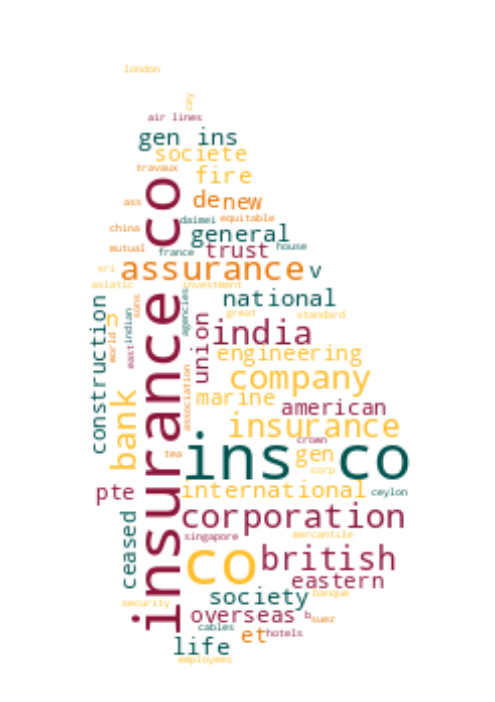 london
cey
air lines
gen ins
societe
travaux
fire
ass
de
new
daimei
equitable
china
general
mutual
france
trust
house
sri
assurance
v
asiatic
investment
co
national
construction
n
indian
sons
agencies
great
standard
world
east
union
india
engineering
company
association
marine
american
bank
insurance
crown
tea
ins co
gen
corp
pte
international
ceylon
insurance
corporation
ceased
singapore
mercantile
co
british
eastern
society
banque
security
overseas
b
suez
cables
et
hotels
life
employees